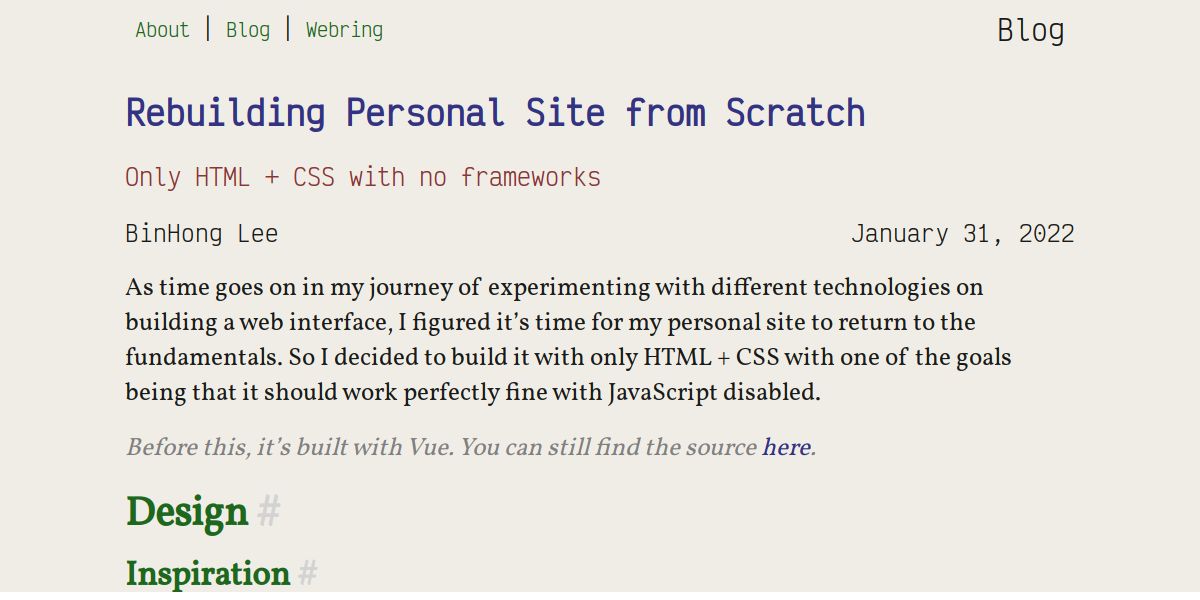 About | Blog | Webring
Blog
Rebuilding Personal Site from Scratch
Only HTML + CSS with no frameworks
BinHong Lee
January 31, 2022
As time goes on in my journey of experimenting with different technologies on
building a web interface, I figured it’s time for my personal site to return to the
fundamentals. So I decided to build it with only HTML + CSS with one of the goals
being that it should work perfectly fine with JavaScript disabled.
Before this, it’s built with Vue. You can still find the source here.
Design #
Inspiration #